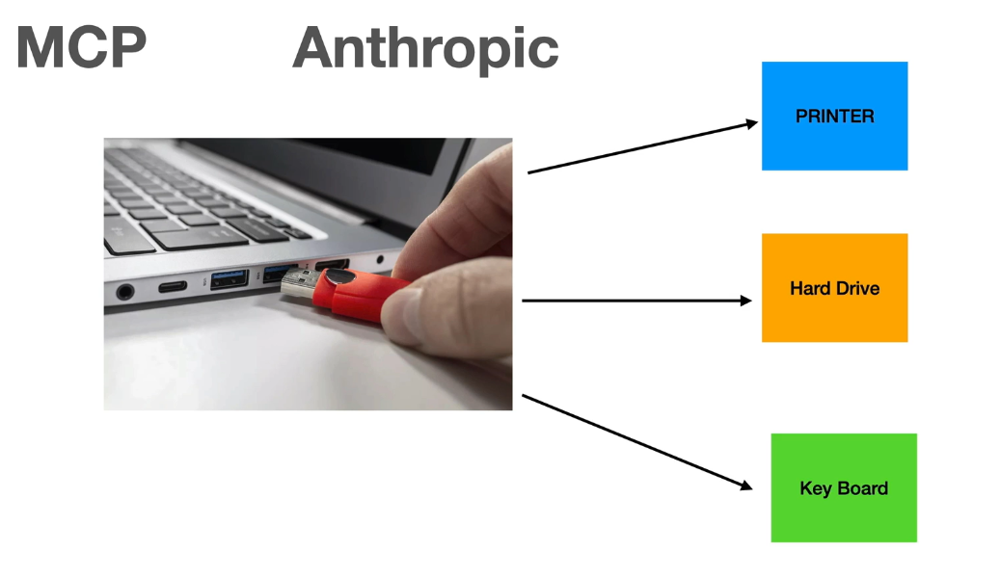 MCP Anthropic
PRINTER
Hard Drive
Key Board